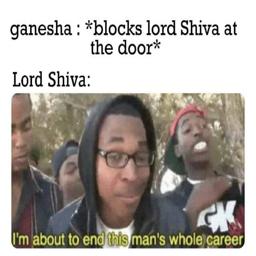 ganesha : *blocks lord Shiva at
the door*
Lord Shiva:
I'm about to end this man's whole career